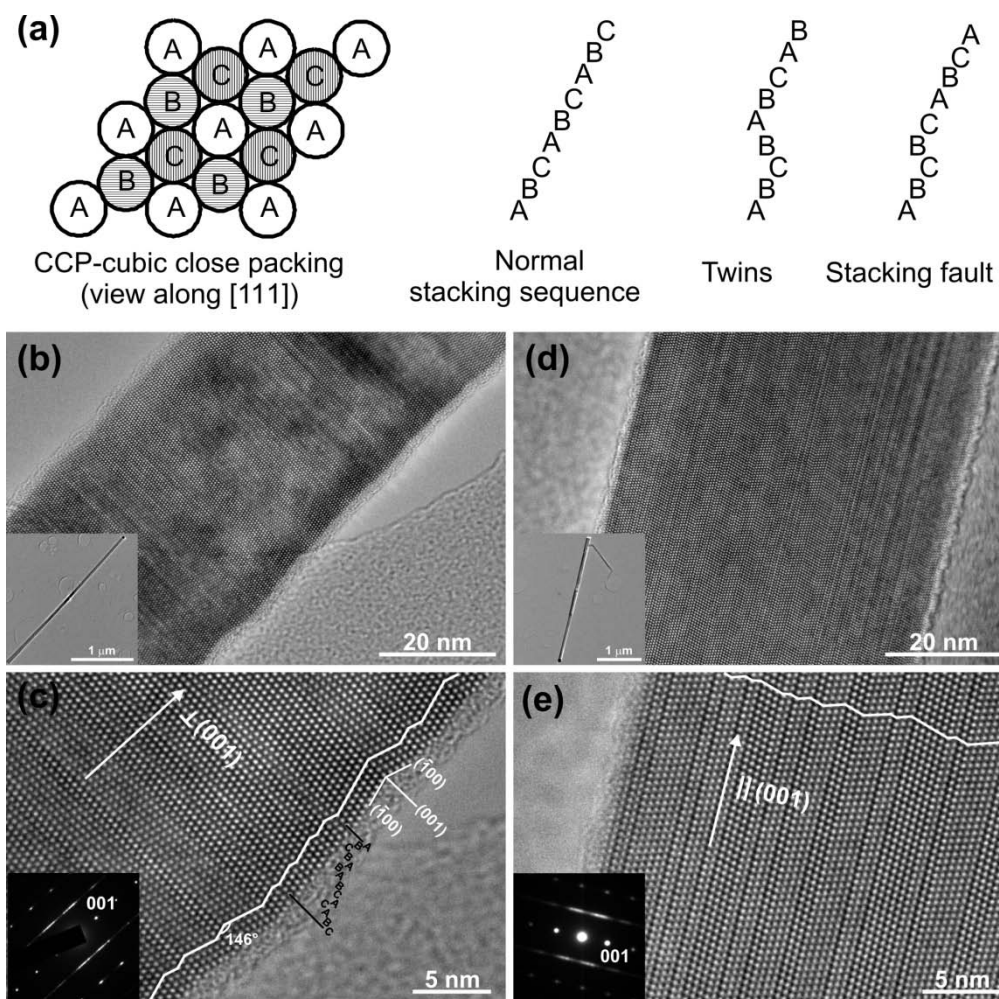 (a)
A A A
C C
B B
A A A
C C
B B
A A A
CCP-cubic close packing
(view along [111])
C
B
A
C
B
A
C
B
A
Normal
stacking sequence
B
A
C
B
A
B
C
B
A
Twins
A
C
B
A
C
B
C
B
A
Stacking fault
(b)
1 μm
20 nm
(d)
1 μm
20 nm
(c)
⊥(001)
(1̄00)
(001)
(1̄00)
146°
001
5 nm
(e)
||(001)
001
5 nm